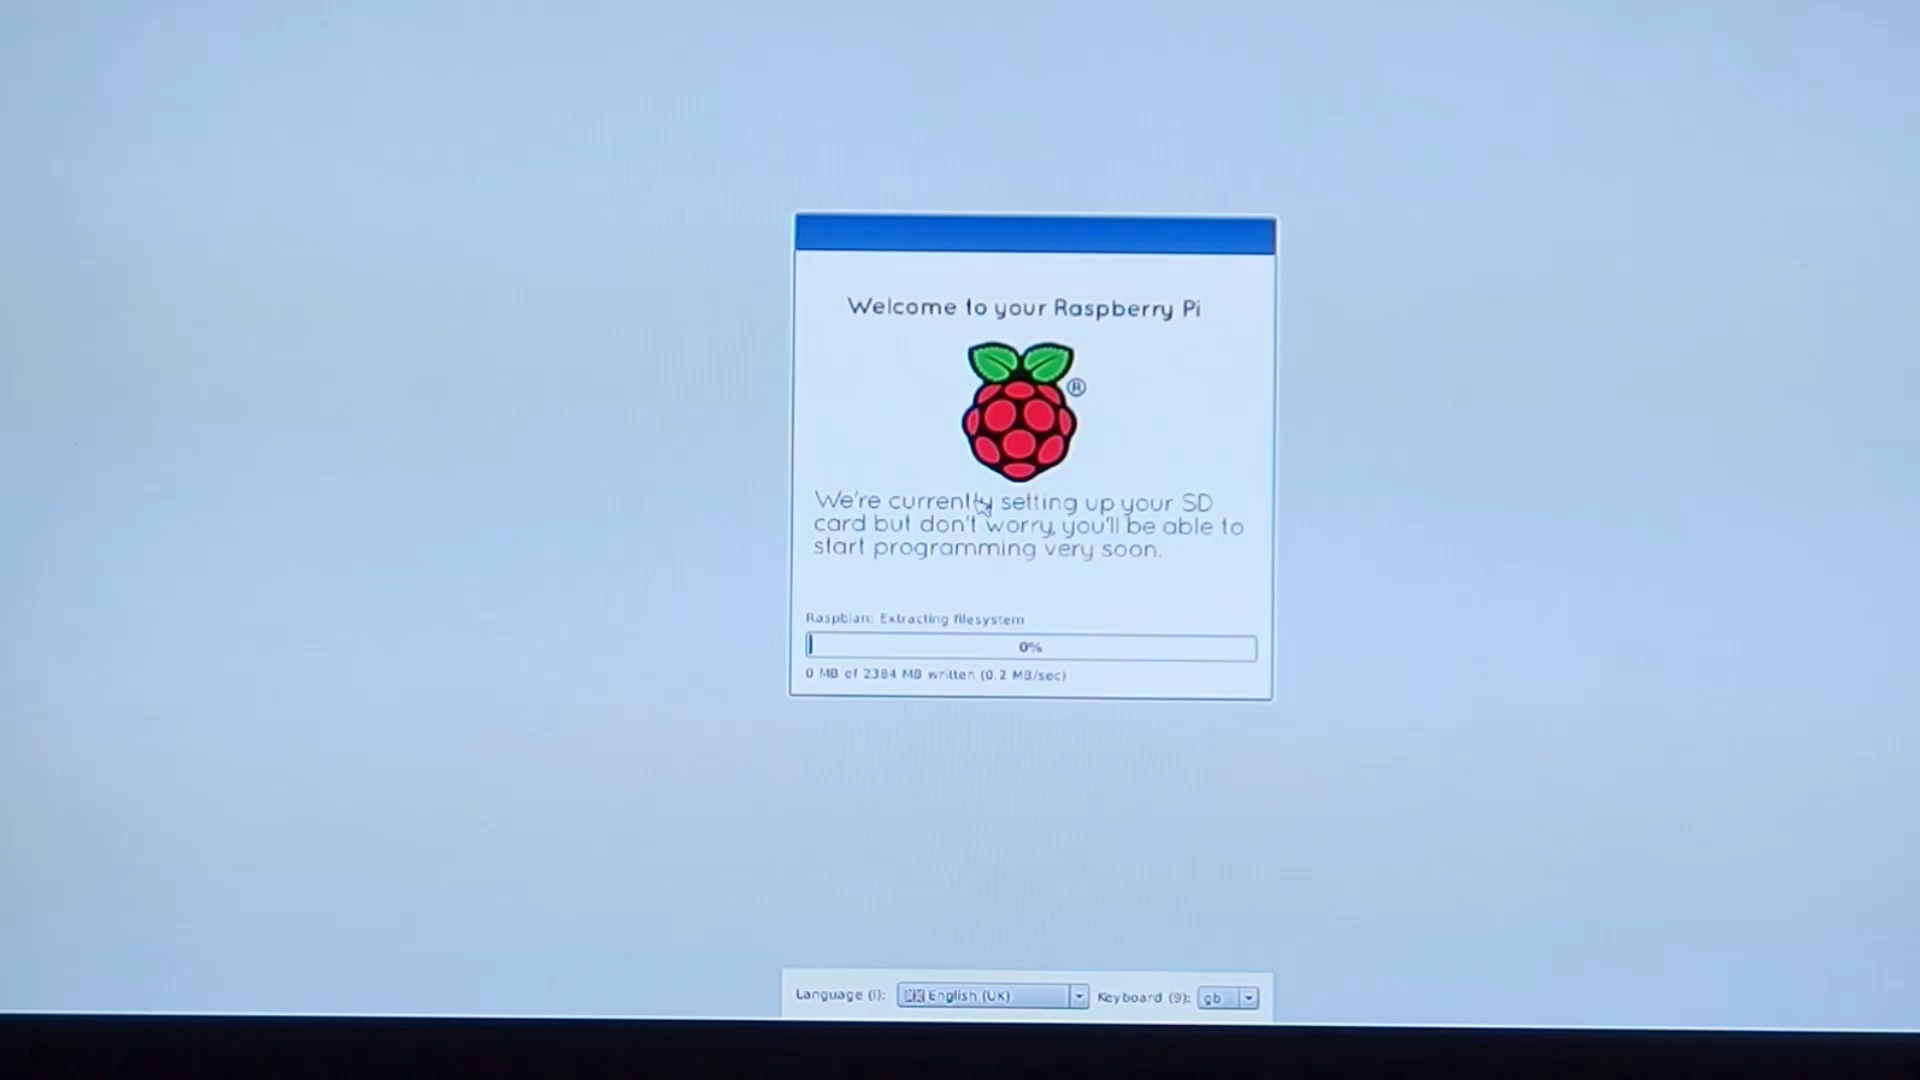 Welcome to your Raspberry Pi
®
We're currently setting up your SD
card but don't worry, you'll be able to
start programming very soon.
Raspbian: Extracting filesystem
0%
0 MB of 2384 MB written (0.2 MB/sec)
Language (l): English (UK) Keyboard (9): gb